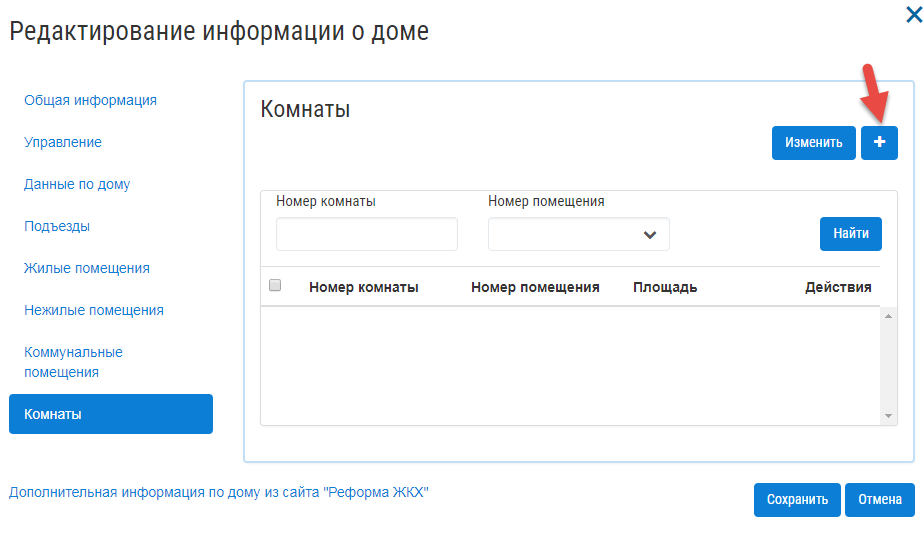 Редактирование информации о доме
Общая информация
Управление
Данные по дому
Подъезды
Жилые помещения
Нежилые помещения
Коммунальные
помещения
Комнаты
Комнаты
Изменить +
Номер комнаты Номер помещения
Найти
Номер комнаты Номер помещения Площадь Действия
Дополнительная информация по дому из сайта "Реформа ЖКХ"
Сохранить Отмена